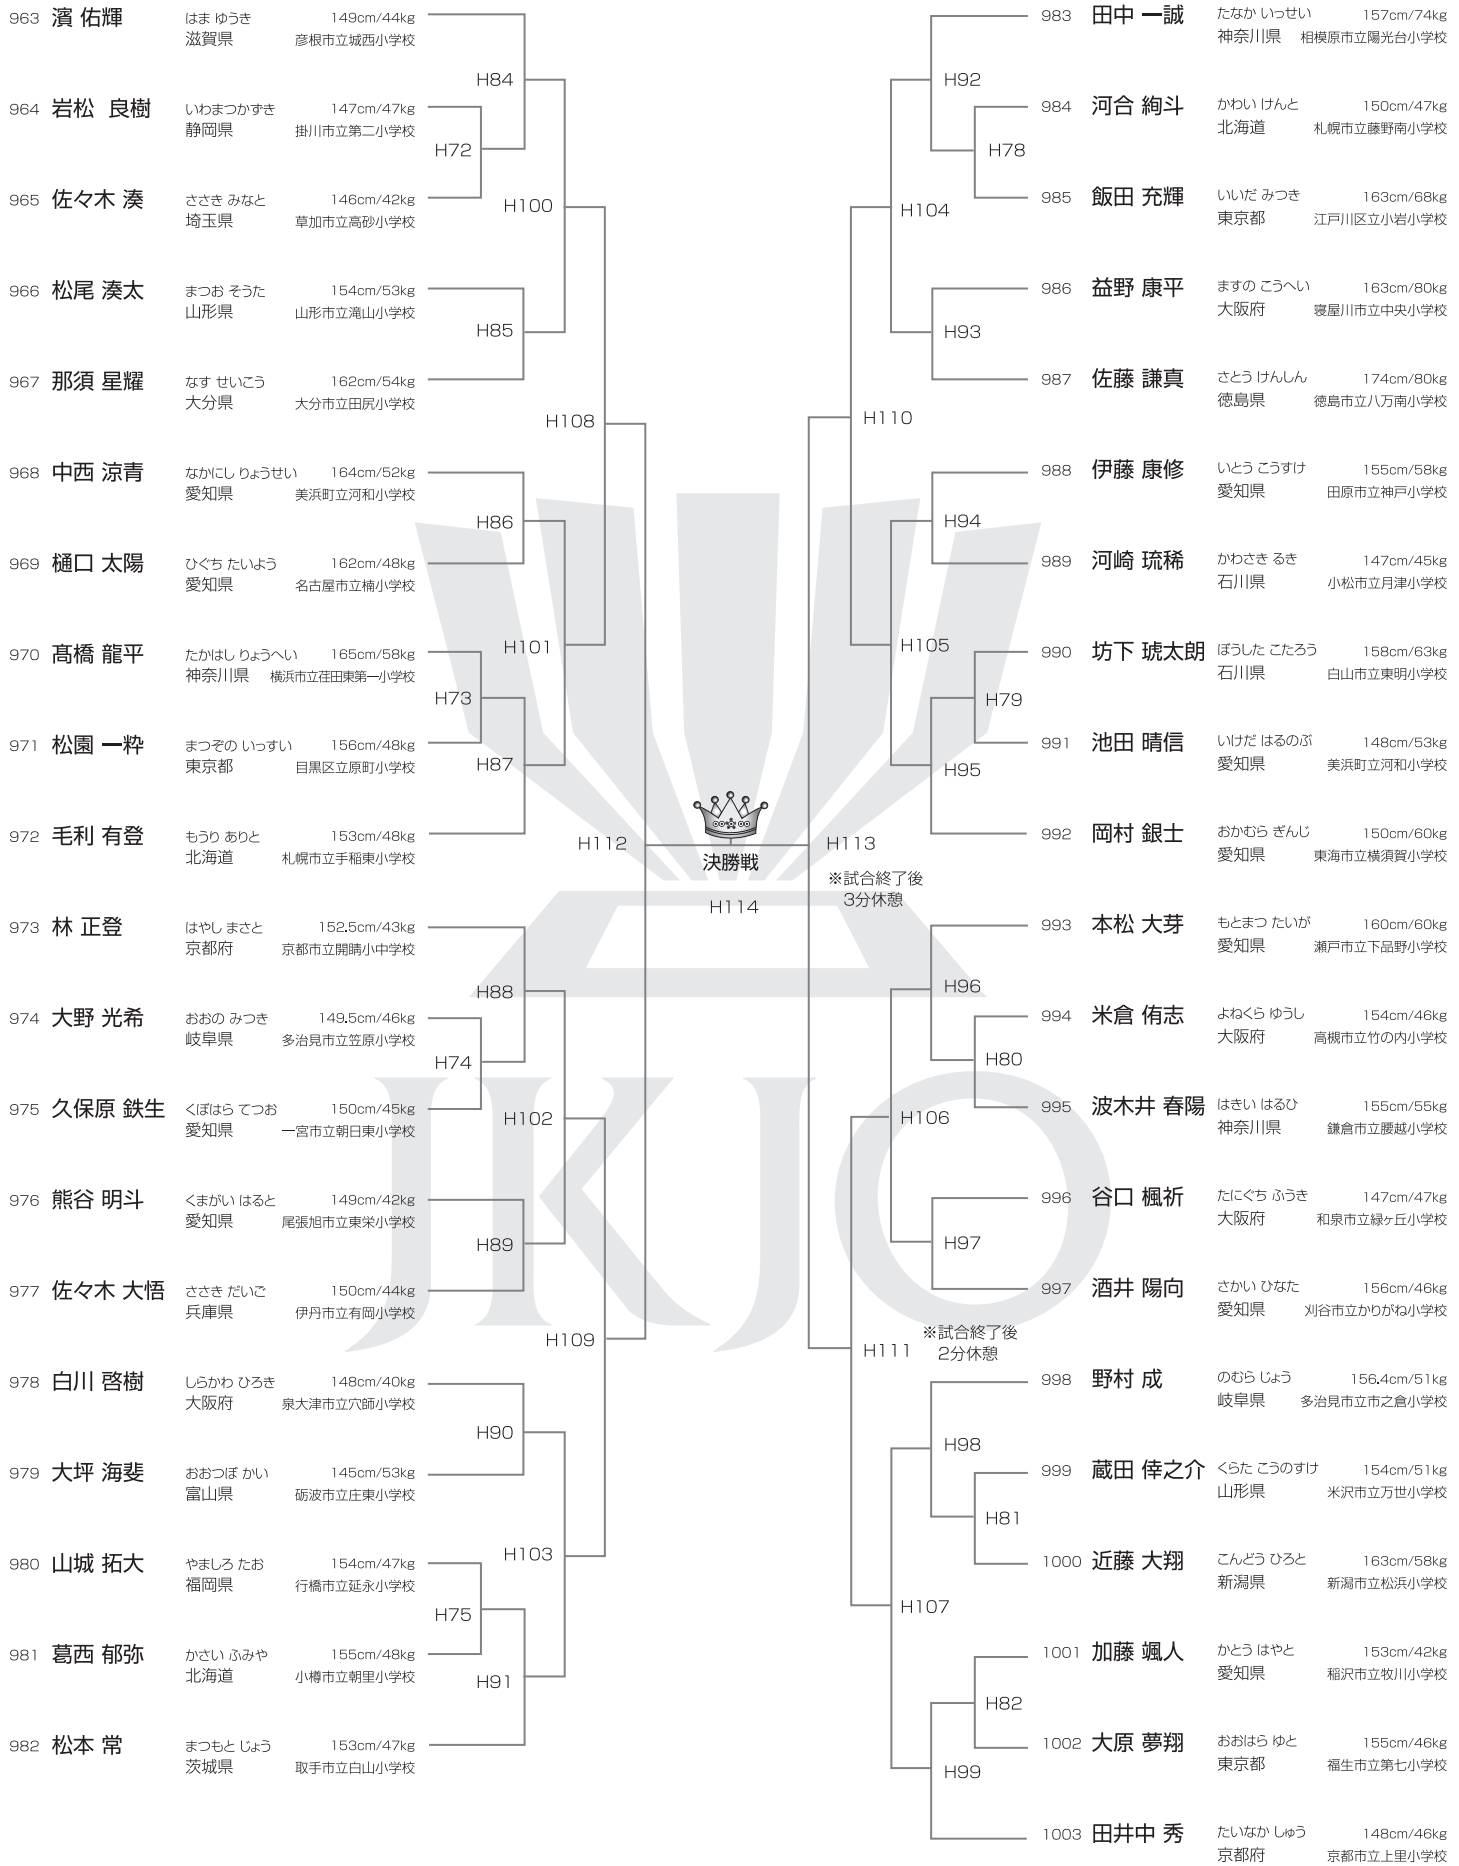 963 濱 佑輝 はま ゆうき 149cm/44kg
滋賀県 彦根市立城西小学校
H84
964 岩松 良樹 いわまつかずき 147cm/47kg
静岡県 掛川市立第二小学校
H72
965 佐々木 湊 ささき みなと 146cm/42kg
埼玉県 草加市立高砂小学校
H100
966 松尾 湊太 まつお そうた 154cm/53kg
山形県 山形市立滝山小学校
H85
967 那須 星耀 なす せいこう 162cm/54kg
大分県 大分市立田尻小学校
H108
968 中西 涼青 なかにし りょうせい 164cm/52kg
愛知県 美浜町立河和小学校
H86
969 樋口 太陽 ひぐち たいよう 162cm/48kg
愛知県 名古屋市立楠小学校
H101
970 髙橋 龍平 たかはし りょうへい 165cm/58kg
神奈川県 横浜市立荏田東第一小学校
H73
971 松園 一粋 まつぞの いっすい 156cm/48kg
東京都 目黒区立原町小学校
H87
972 毛利 有登 もうり ありと 153cm/48kg
北海道 札幌市立手稲東小学校
H112
973 林 正登 はやし まさと 152.5cm/43kg
京都府 京都市立開睛小中学校
H88
974 大野 光希 おおの みつき 149.5cm/46kg
岐阜県 多治見市立笠原小学校
H74
975 久保原 鉄生 くぼはら てつお 150cm/45kg
愛知県 一宮市立朝日東小学校
H102
976 熊谷 明斗 くまがい はると 149cm/42kg
愛知県 尾張旭市立東栄小学校
H89
977 佐々木 大悟 ささき だいご 150cm/44kg
兵庫県 伊丹市立有岡小学校
H109
978 白川 啓樹 しらかわ ひろき 148cm/40kg
大阪府 泉大津市立穴師小学校
H90
979 大坪 海斐 おおつぼ かい 145cm/53kg
富山県 砺波市立庄東小学校
H103
980 山城 拓大 やましろ たお 154cm/47kg
福岡県 行橋市立延永小学校
H75
981 葛西 郁弥 かさい ふみや 155cm/48kg
北海道 小樽市立朝里小学校
H91
982 松本 常 まつもと じょう 153cm/47kg
茨城県 取手市立白山小学校
決勝戦
H114
JKJO
983 田中 一誠 たなか いっせい 157cm/74kg
神奈川県 相模原市立陽光台小学校
H92
984 河合 絢斗 かわい けんと 150cm/47kg
北海道 札幌市立藤野南小学校
H78
985 飯田 充輝 いいだ みつき 163cm/68kg
東京都 江戸川区立小岩小学校
H104
986 益野 康平 ますの こうへい 163cm/80kg
大阪府 寝屋川市立中央小学校
H93
987 佐藤 謙真 さとう けんしん 174cm/80kg
徳島県 徳島市立八万南小学校
H110
988 伊藤 康修 いとう こうすけ 155cm/58kg
愛知県 田原市立神戸小学校
H94
989 河崎 琉稀 かわさき るき 147cm/45kg
石川県 小松市立月津小学校
H105
990 坊下 琥太朗 ぼうした こたろう 158cm/63kg
石川県 白山市立東明小学校
H79
991 池田 晴信 いけだ はるのぶ 148cm/53kg
愛知県 美浜町立河和小学校
H95
992 岡村 銀士 おかむら ぎんじ 150cm/60kg
愛知県 東海市立横須賀小学校
H113
※試合終了後
3分休憩
993 本松 大芽 もとまつ たいが 160cm/60kg
愛知県 瀬戸市立下品野小学校
H96
994 米倉 侑志 よねくら ゆうし 154cm/46kg
大阪府 高槻市立竹の内小学校
H80
995 波木井 春陽 はきい はるひ 155cm/55kg
神奈川県 鎌倉市立腰越小学校
H106
996 谷口 楓祈 たにぐち ふうき 147cm/47kg
大阪府 和泉市立緑ヶ丘小学校
H97
997 酒井 陽向 さかい ひなた 156cm/46kg
愛知県 刈谷市立かりがね小学校
H111
※試合終了後
2分休憩
998 野村 成 のむら じょう 156.4cm/51kg
岐阜県 多治見市立市之倉小学校
H98
999 蔵田 倖之介 くらた こうのすけ 154cm/51kg
山形県 米沢市立万世小学校
H81
1000 近藤 大翔 こんどう ひろと 163cm/58kg
新潟県 新潟市立松浜小学校
H107
1001 加藤 颯人 かとう はやと 153cm/42kg
愛知県 稲沢市立牧川小学校
H82
1002 大原 夢翔 おおはら ゆと 155cm/46kg
東京都 福生市立第七小学校
H99
1003 田井中 秀 たいなか しゅう 148cm/46kg
京都府 京都市立上里小学校